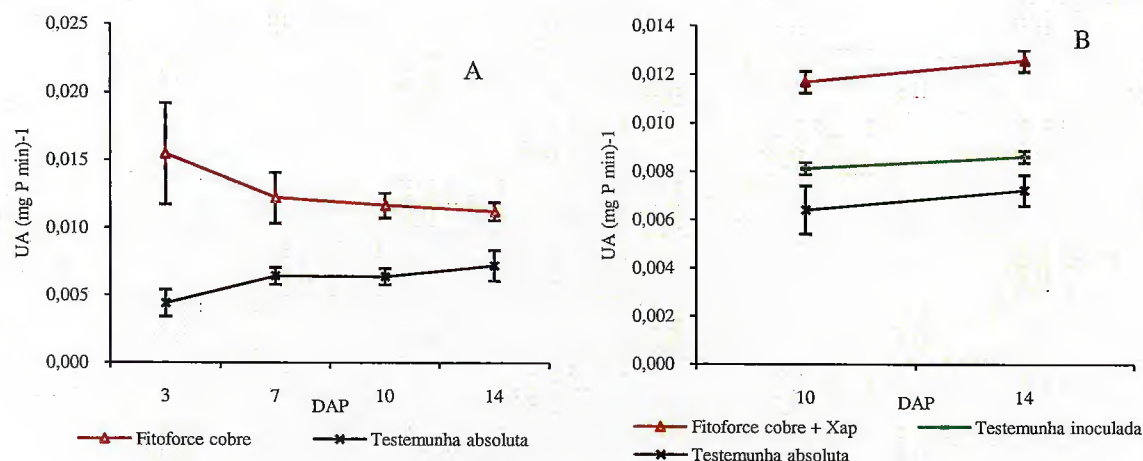 0,025
0,020
0,015
0,010
0,005
0,000
UA (mg P min)-1
A
3
7
10
14
DAP
Fitoforce cobre
Testemunha absoluta
0,014
0,012
0,010
0,008
0,006
0,004
0,002
0,000
UA (mg P min)-1
B
10
14
DAP
Fitoforce cobre + Xap
Testemunha inoculada
Testemunha absoluta